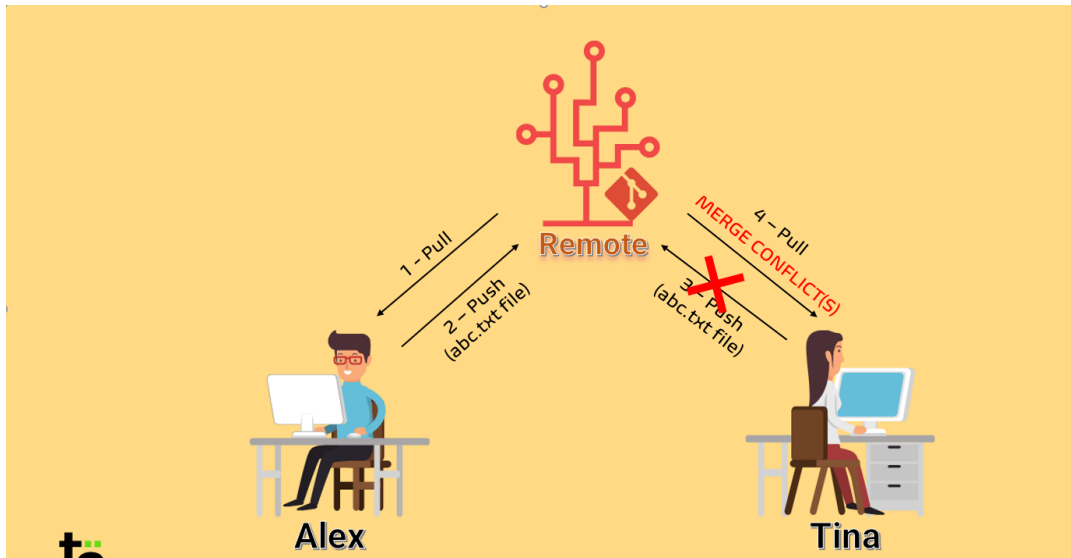 Remote
1 – Pull
2 – Push
(abc.txt file)
4 – Pull
MERGE CONFLICT(S)
3 – Push
(abc.txt file)
Alex
Tina